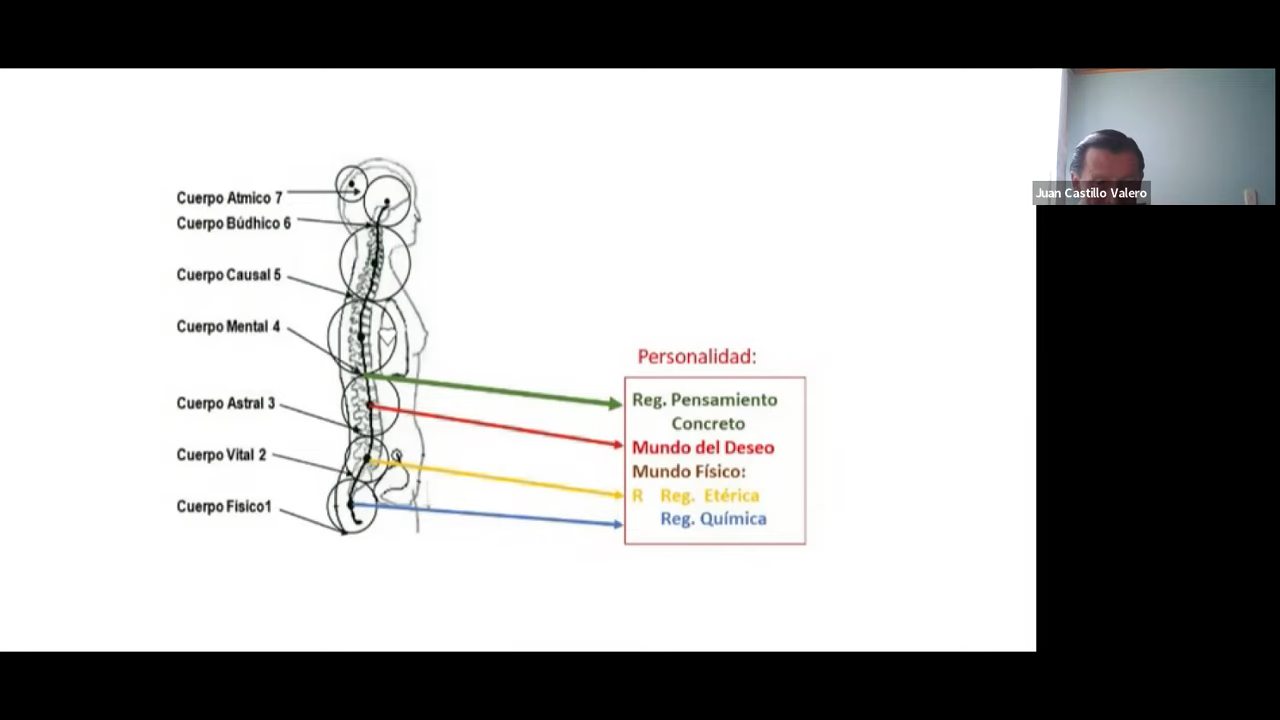 Cuerpo Atmico 7
Cuerpo Búdhico 6
Cuerpo Causal 5
Cuerpo Mental 4
Cuerpo Astral 3
Cuerpo Vital 2
Cuerpo Fisico1
Personalidad:
Reg. Pensamiento
Concreto
Mundo del Deseo
Mundo Físico:
R Reg. Etérica
Reg. Química
Juan Castillo Valero